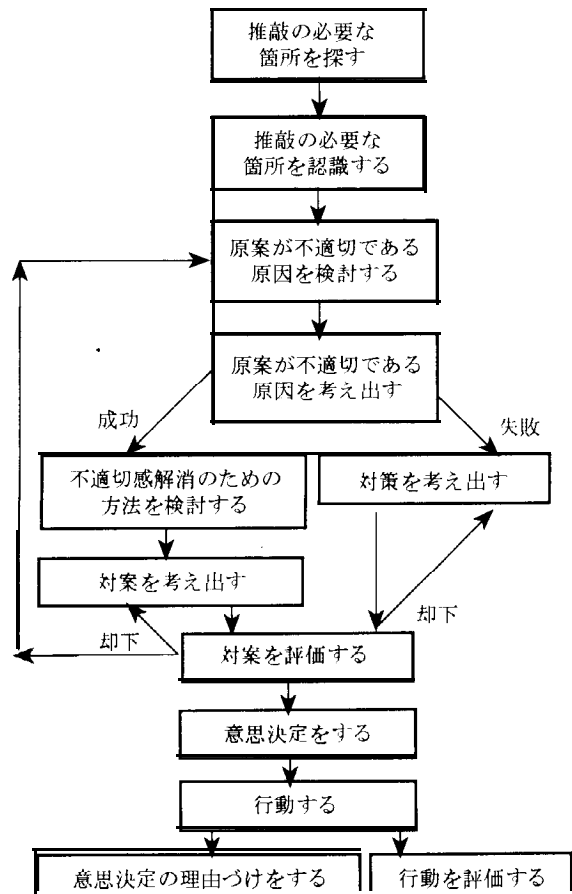 推敲の必要な
箇所を探す
推敲の必要な
箇所を認識する
原案が不適切である
原因を検討する
原案が不適切である
原因を考え出す
成功
失敗
不適切感解消のための
方法を検討する
対策を考え出す
対案を考え出す
却下
却下
対案を評価する
意思決定をする
行動する
意思決定の理由づけをする
行動を評価する